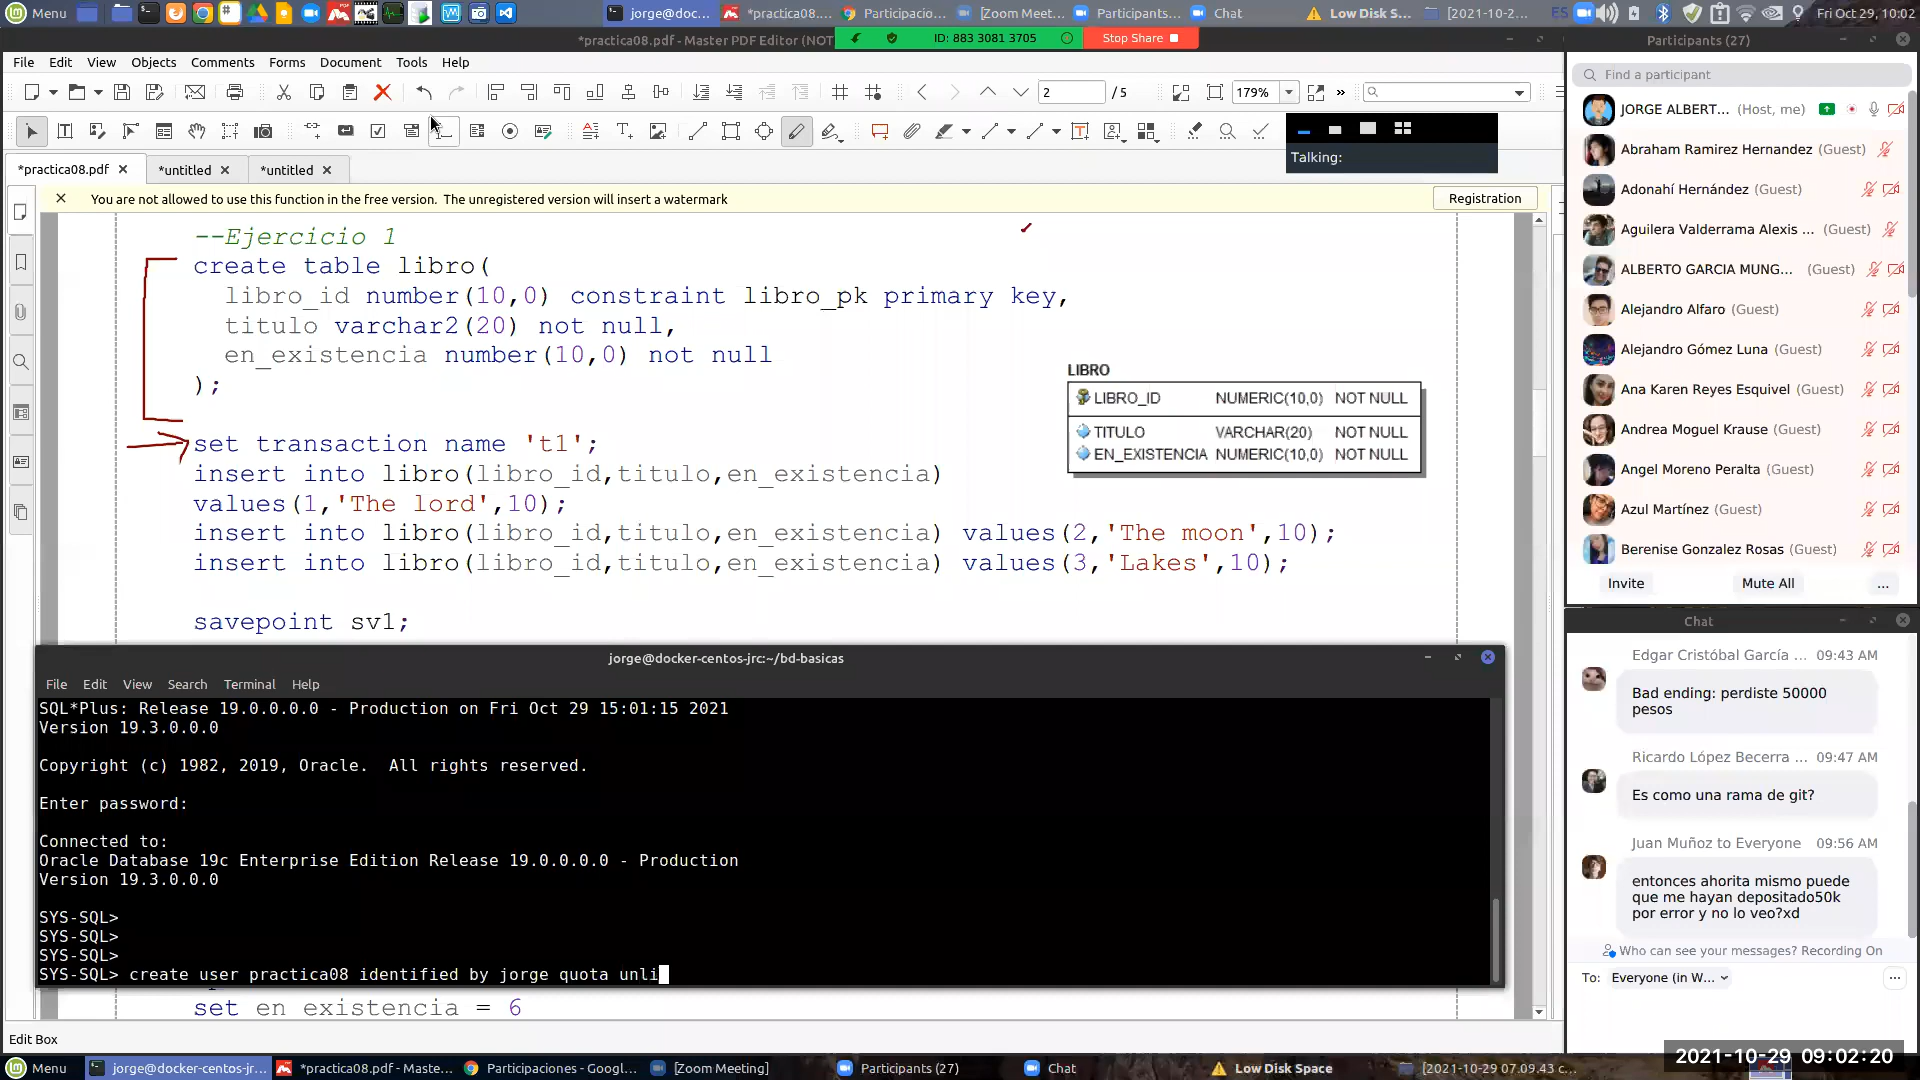 Menu
jorge@doc...
*practica08....
Participacio...
[Zoom Meet...
Participants...
Chat
Low Disk S...
[2021-10-2...
ES
Fri Oct 29, 10:02
*practica08.pdf - Master PDF Editor (NOT
ID: 883 3081 3705
Stop Share
Participants (27)
File Edit View Objects Comments Forms Document Tools Help
Find a participant
2 / 5
179%
Talking:
*practica08.pdf
*untitled
*untitled
You are not allowed to use this function in the free version. The unregistered version will insert a watermark
Registration
--Ejercicio 1
create table libro(
libro_id number(10,0) constraint libro_pk primary key,
titulo varchar2(20) not null,
en_existencia number(10,0) not null
);
LIBRO
LIBRO_ID NUMERIC(10,0) NOT NULL
TITULO VARCHAR(20) NOT NULL
EN_EXISTENCIA NUMERIC(10,0) NOT NULL
set transaction name 't1';
insert into libro(libro_id,titulo,en_existencia)
values(1,'The lord',10);
insert into libro(libro_id,titulo,en_existencia) values(2,'The moon',10);
insert into libro(libro_id,titulo,en_existencia) values(3,'Lakes',10);
savepoint sv1;
jorge@docker-centos-jrc:~/bd-basicas
File Edit View Search Terminal Help
SQL*Plus: Release 19.0.0.0.0 - Production on Fri Oct 29 15:01:15 2021
Version 19.3.0.0.0
Copyright (c) 1982, 2019, Oracle. All rights reserved.
Enter password:
Connected to:
Oracle Database 19c Enterprise Edition Release 19.0.0.0.0 - Production
Version 19.3.0.0.0
SYS-SQL>
SYS-SQL>
SYS-SQL>
SYS-SQL> create user practica08 identified by jorge quota unli
set en existencia = 6
Edit Box
JORGE ALBERT... (Host, me)
Abraham Ramirez Hernandez (Guest)
Adonahí Hernández (Guest)
Aguilera Valderrama Alexis ... (Guest)
ALBERTO GARCIA MUNG... (Guest)
Alejandro Alfaro (Guest)
Alejandro Gómez Luna (Guest)
Ana Karen Reyes Esquivel (Guest)
Andrea Moguel Krause (Guest)
Angel Moreno Peralta (Guest)
Azul Martínez (Guest)
Berenise Gonzalez Rosas (Guest)
Invite
Mute All
...
Chat
Edgar Cristóbal García ... 09:43 AM
Bad ending: perdiste 50000
pesos
Ricardo López Becerra ... 09:47 AM
Es como una rama de git?
Juan Muñoz to Everyone 09:56 AM
entonces ahorita mismo puede
que me hayan depositado50k
por error y no lo veo?xd
Who can see your messages? Recording On
To: Everyone (in W...
2021-10-29 09:02:20
Menu
jorge@docker-centos-jr...
*practica08.pdf - Maste...
Participaciones - Googl...
[Zoom Meeting]
Participants (27)
Chat
Low Disk Space
[2021-10-29 07.09.43 c...